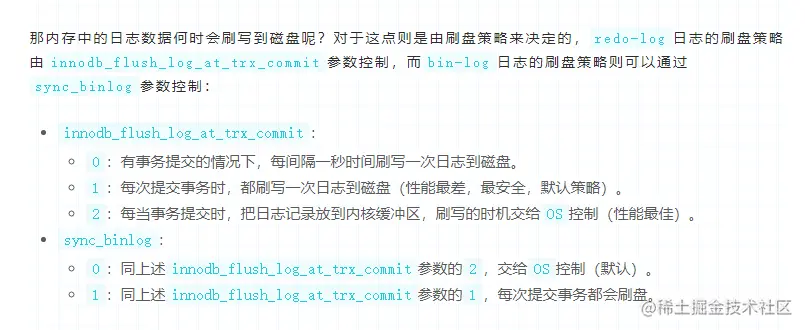 那内存中的日志数据何时会刷写到磁盘呢？对于这点则是由刷盘策略来决定的，redo-log 日志的刷盘策略
由 innodb_flush_log_at_trx_commit 参数控制，而 bin-log 日志的刷盘策略则可以通过
sync_binlog 参数控制：
• innodb_flush_log_at_trx_commit：
○ 0：有事务提交的情况下，每间隔一秒时间刷写一次日志到磁盘。
○ 1：每次提交事务时，都刷写一次日志到磁盘（性能最差，最安全，默认策略）。
○ 2：每当事务提交时，把日志记录放到内核缓冲区，刷写的时机交给 OS 控制（性能最佳）。
• sync_binlog：
○ 0：同上述 innodb_flush_log_at_trx_commit 参数的 2，交给 OS 控制（默认）。
○ 1：同上述 innodb_flush_log_at_trx_commit 参数的 1，每次提交事务都会刷盘。
@稀土掘金技术社区